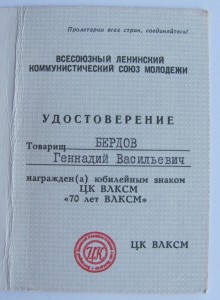 Пролетарии всех стран, соединяйтесь!
ВСЕСОЮЗНЫЙ ЛЕНИНСКИЙ
КОММУНИСТИЧЕСКИЙ СОЮЗ МОЛОДЕЖИ
УДОСТОВЕРЕНИЕ
Товарищ БЕРДОВ
Геннадий Васильевич
награжден(а) юбилейным знаком
ЦК ВЛКСМ
«70 лет ВЛКСМ»
ЦК
ЦК ВЛКСМ